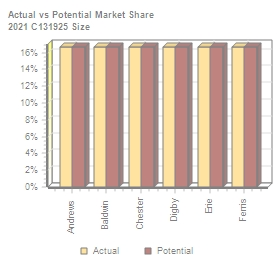 Actual vs Potential Market Share
2021 C131925 Size
16%
14%
12%
10%
8%
6%
4%
2%
0%
Andrews
Baldwin
Chester
Digby
Erie
Ferris
Actual
Potential